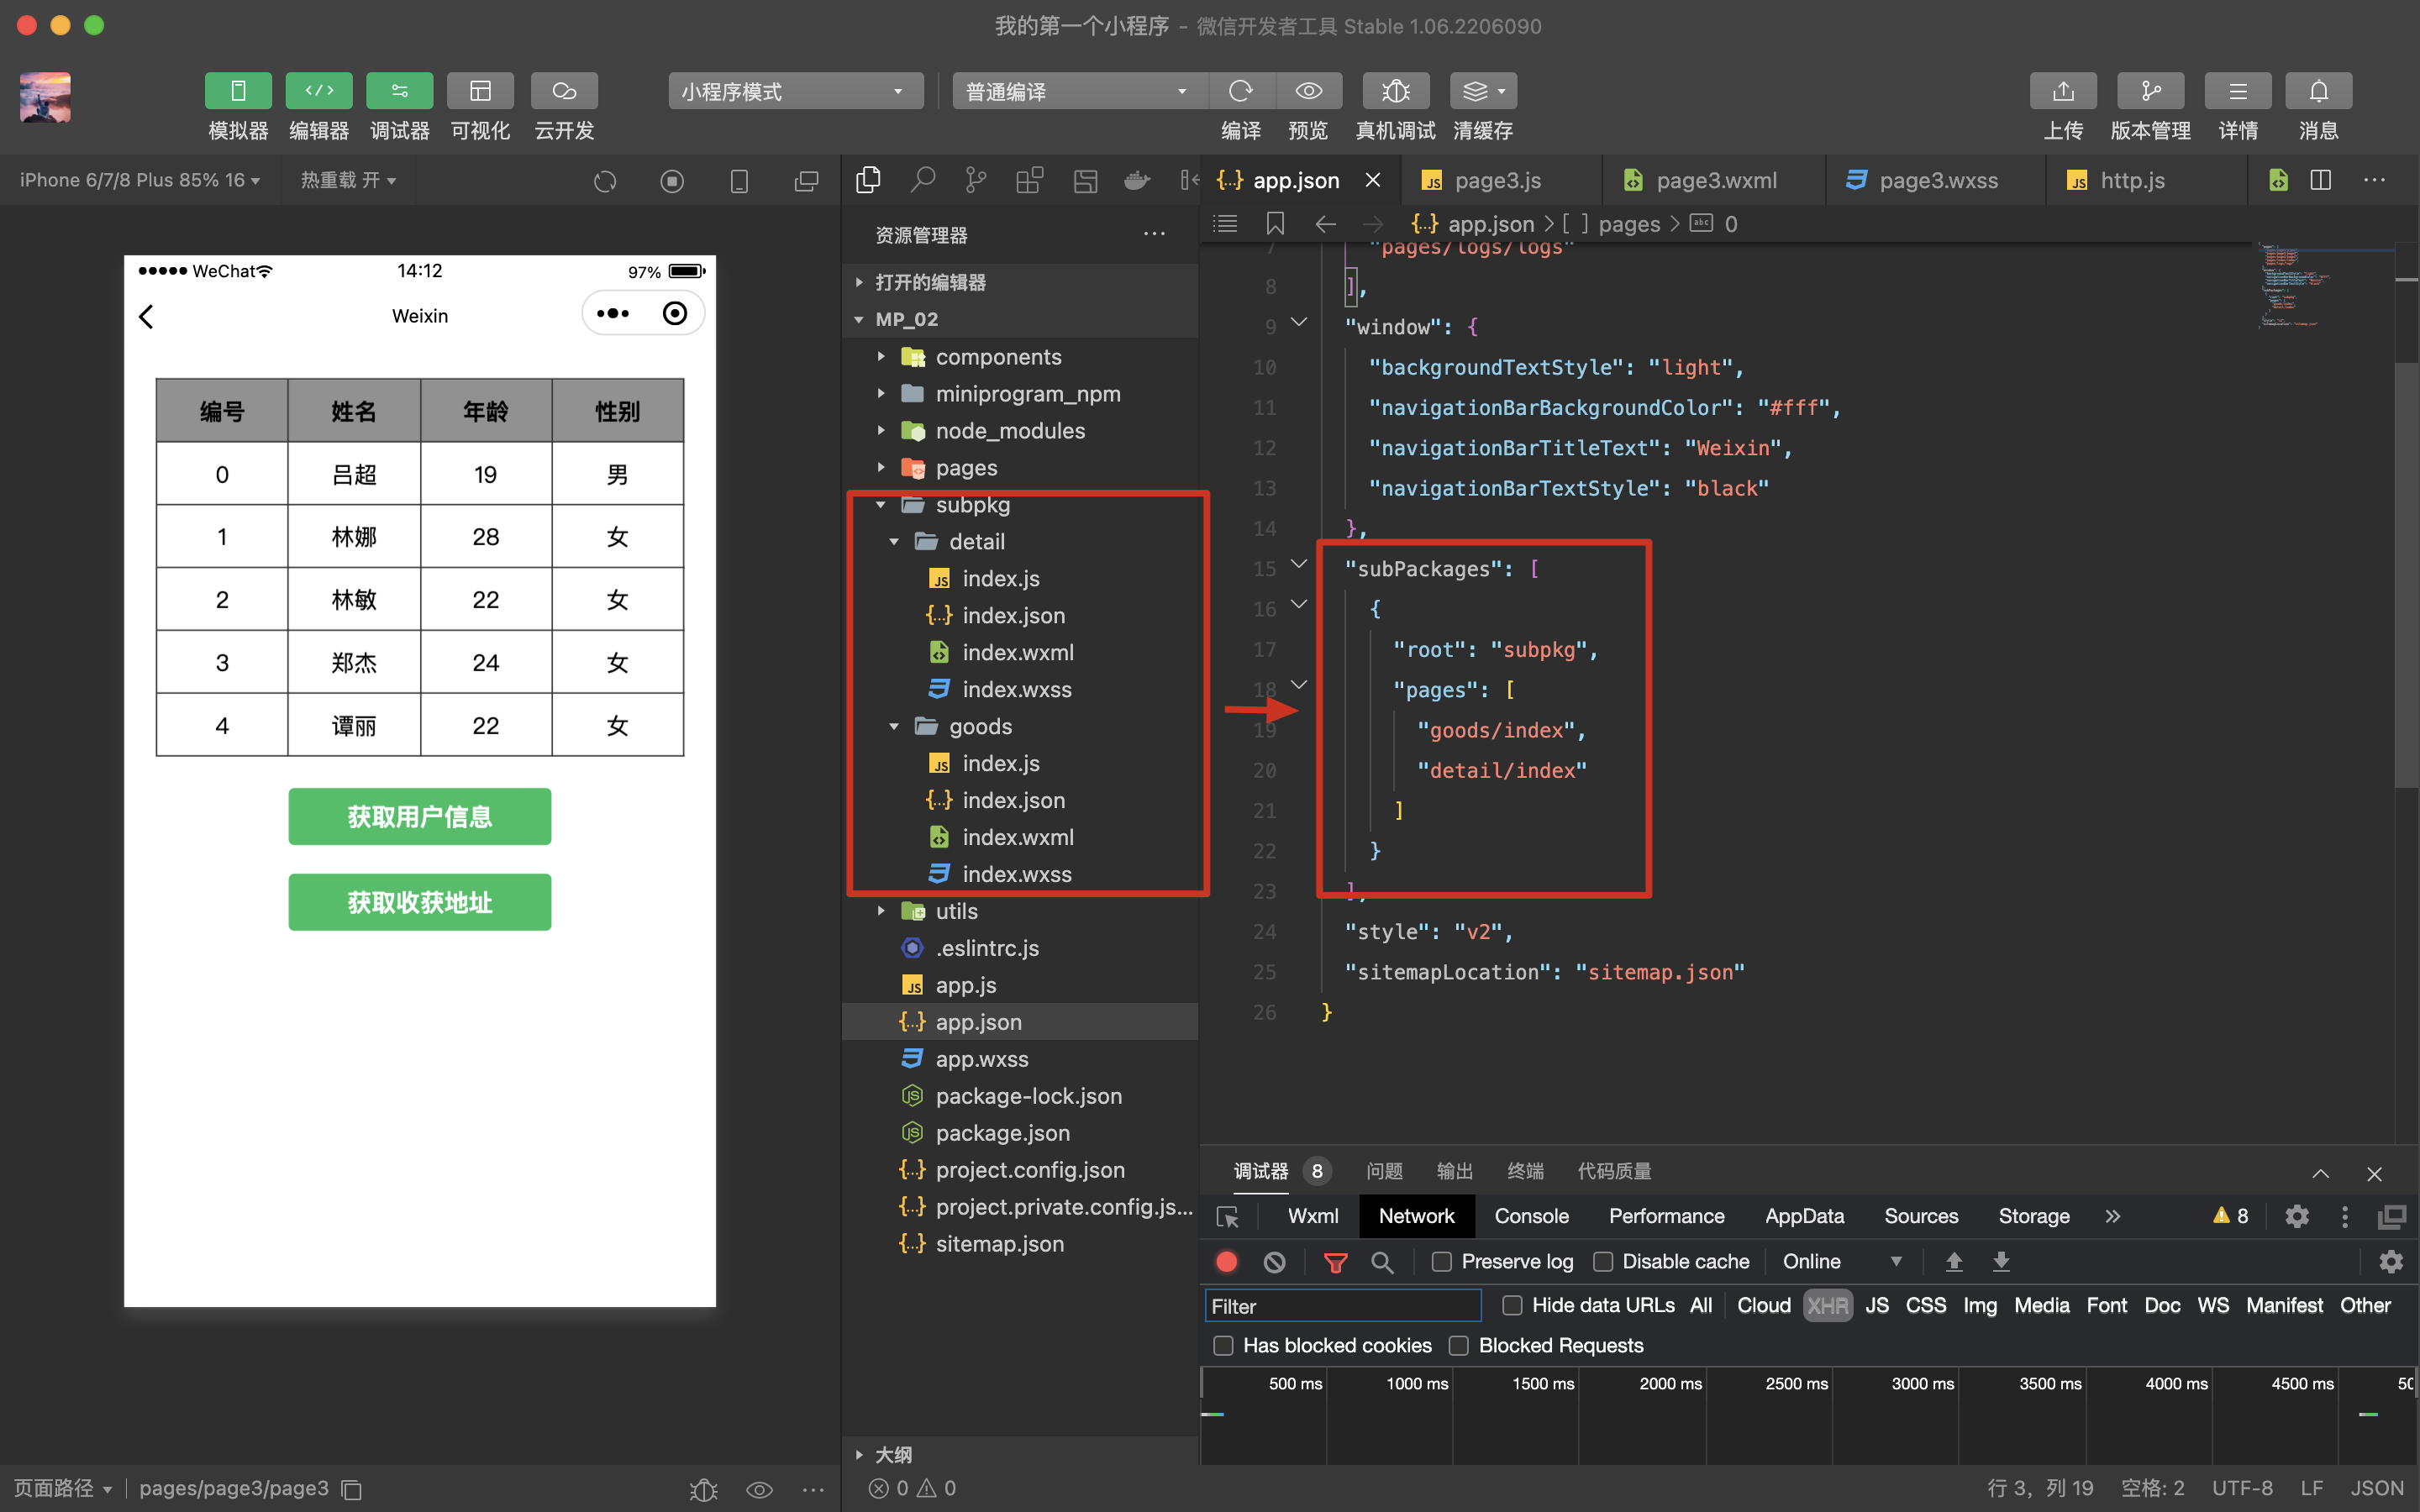 我的第一个小程序 - 微信开发者工具 Stable 1.06.2206090
小程序模式
普通编译
模拟器 编辑器 调试器 可视化 云开发
编译 预览 真机调试 清缓存
上传 版本管理 详情 消息
iPhone 6/7/8 Plus 85% 16
热重载 开
WeChat 14:12 97%
Weixin
编号 姓名 年龄 性别
0 吕超 19 男
1 林娜 28 女
2 林敏 22 女
3 郑杰 24 女
4 谭丽 22 女
获取用户信息
获取收获地址
页面路径 pages/page3/page3
资源管理器
打开的编辑器
MP_02
components
miniprogram_npm
node_modules
pages
subpkg
detail
index.js
index.json
index.wxml
index.wxss
goods
index.js
index.json
index.wxml
index.wxss
utils
.eslintrc.js
app.js
app.json
app.wxss
package-lock.json
package.json
project.config.json
project.private.config.js...
sitemap.json
大纲
0 0
app.json page3.js page3.wxml page3.wxss http.js
app.json > [ ] pages > abc 0
7 "pages/logs/logs"
8 ],
9 "window": {
10 "backgroundTextStyle": "light",
11 "navigationBarBackgroundColor": "#fff",
12 "navigationBarTitleText": "Weixin",
13 "navigationBarTextStyle": "black"
14 },
15 "subPackages": [
16 {
17 "root": "subpkg",
18 "pages": [
19 "goods/index",
20 "detail/index"
21 ]
22 }
23 ],
24 "style": "v2",
25 "sitemapLocation": "sitemap.json"
26 }
调试器 8 问题 输出 终端 代码质量
Wxml Network Console Performance AppData Sources Storage 8
Preserve log Disable cache Online
Filter Hide data URLs All Cloud XHR JS CSS Img Media Font Doc WS Manifest Other
Has blocked cookies Blocked Requests
500 ms 1000 ms 1500 ms 2000 ms 2500 ms 3000 ms 3500 ms 4000 ms 4500 ms
行 3，列 19 空格: 2 UTF-8 LF JSON